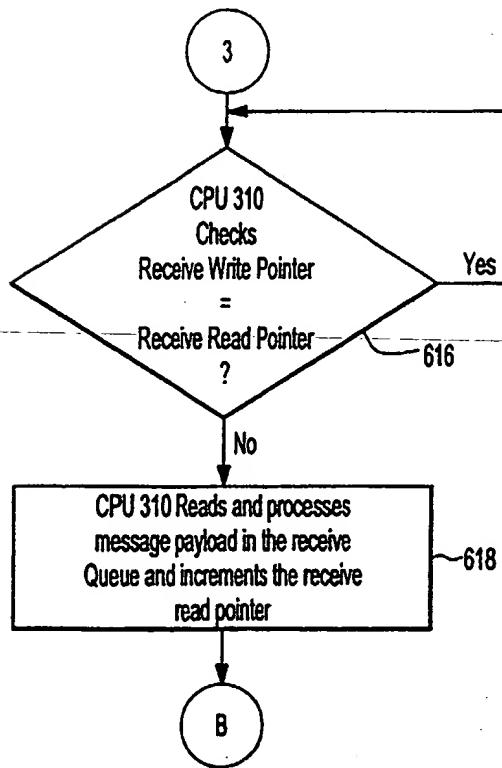 3
CPU 310
Checks
Receive Write Pointer
=
Receive Read Pointer
?
Yes
616
No
CPU 310 Reads and processes
message payload in the receive
Queue and increments the receive
read pointer
618
B